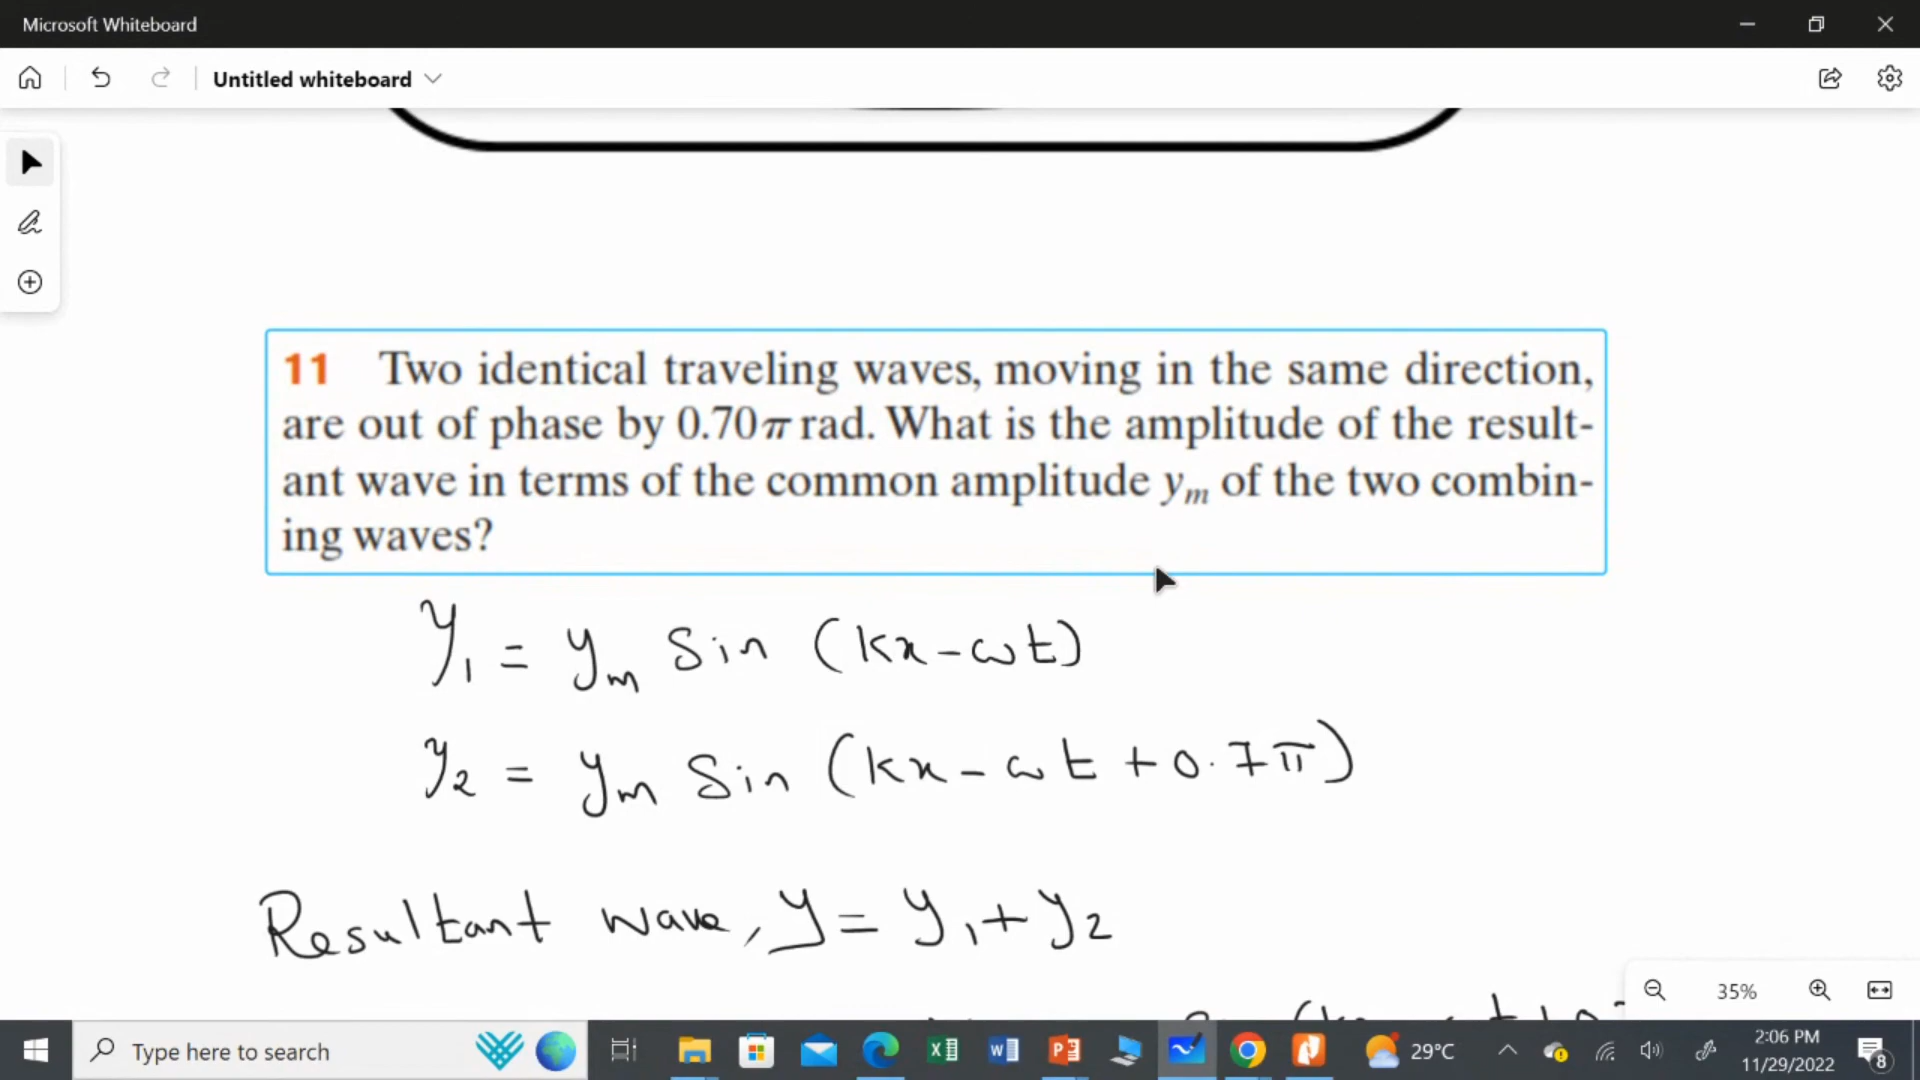 Microsoft Whiteboard
Untitled whiteboard
11 Two identical traveling waves, moving in the same direction,
are out of phase by 0.70π rad. What is the amplitude of the result-
ant wave in terms of the common amplitude yₘ of the two combin-
ing waves?
y₁ = yₘ Sin (kx-ωt)
y₂ = yₘ Sin (kx-ωt+0.7π)
Resultant wave, y = y₁+y₂
35%
Type here to search
29°C
2:06 PM
11/29/2022
8